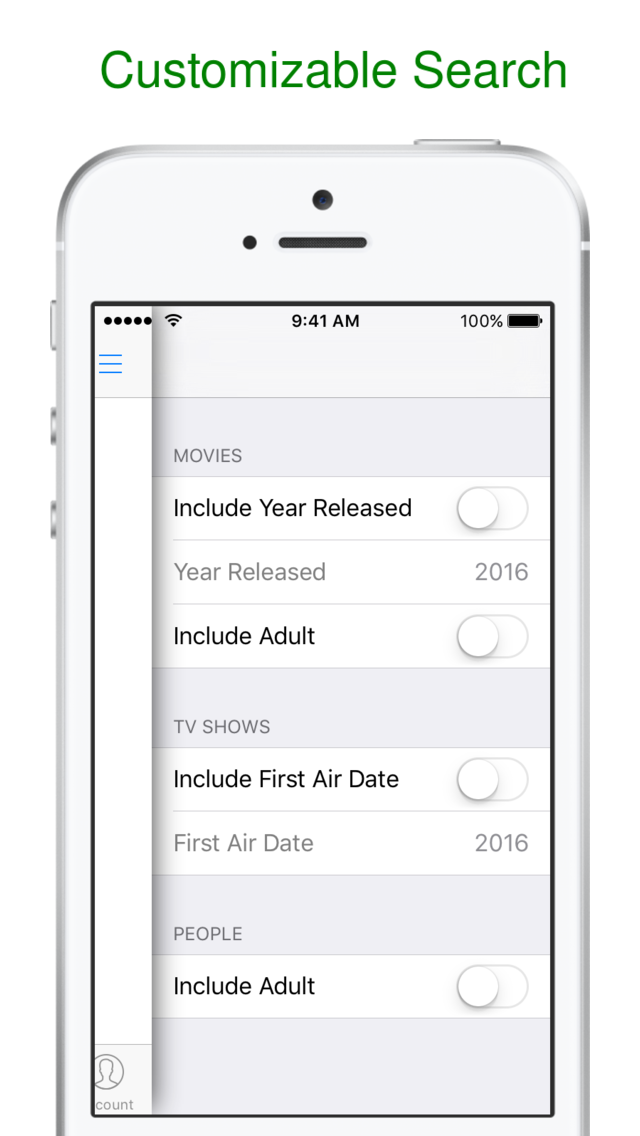 Customizable Search
9:41 AM
100%
MOVIES
Include Year Released
Year Released 2016
Include Adult
TV SHOWS
Include First Air Date
First Air Date 2016
PEOPLE
Include Adult
count